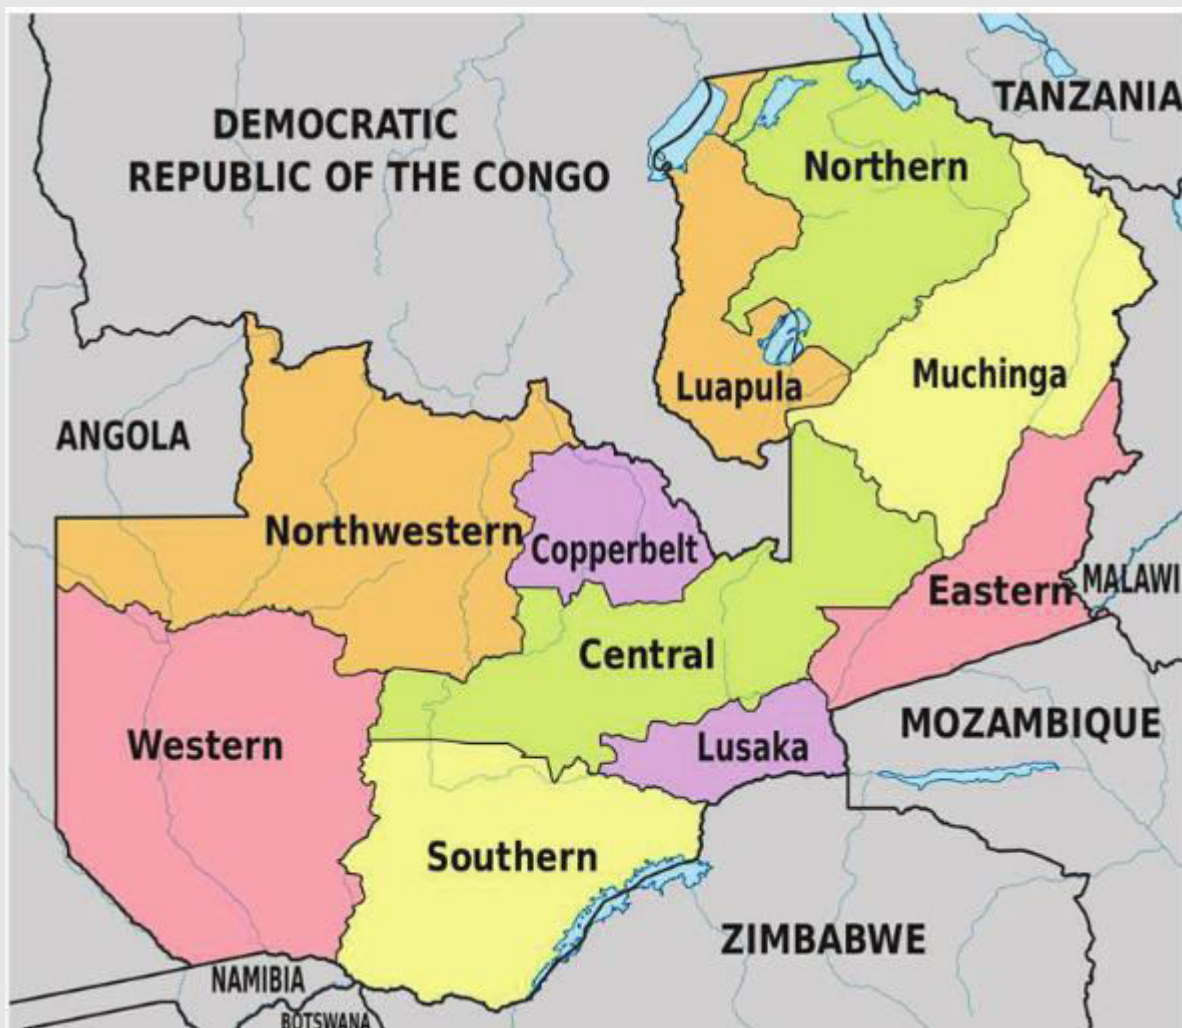 DEMOCRATIC
REPUBLIC OF THE CONGO
TANZANIA
Northern
Luapula
Muchinga
ANGOLA
Northwestern
Copperbelt
Eastern
MALAWI
Central
Western
Lusaka
MOZAMBIQUE
Southern
ZIMBABWE
NAMIBIA
BOTSWANA